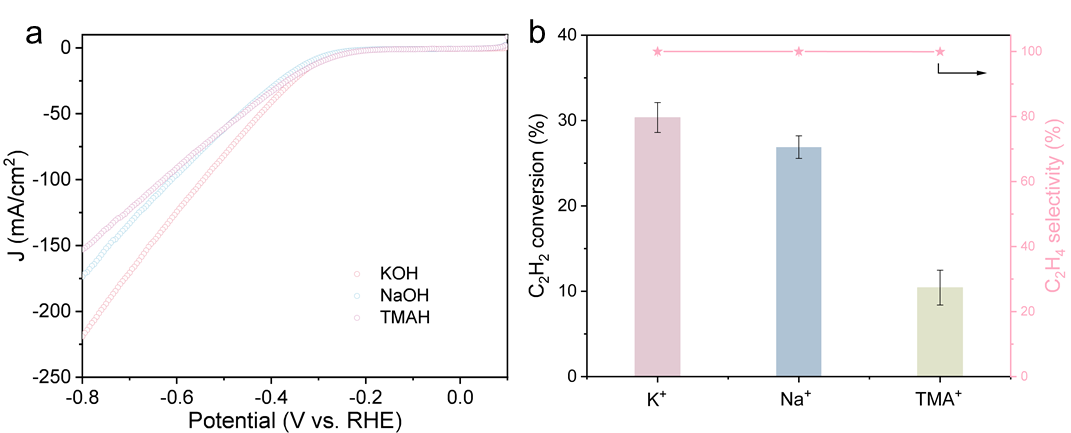 a
0
-50
-100
-150
-200
-250
J (mA/cm²)
-0.8
-0.6
-0.4
-0.2
0.0
Potential (V vs. RHE)
KOH
NaOH
TMAH
b
40
30
20
10
0
C₂H₂ conversion (%)
K⁺
Na⁺
TMA⁺
100
80
60
40
20
0
C₂H₄ selectivity (%)